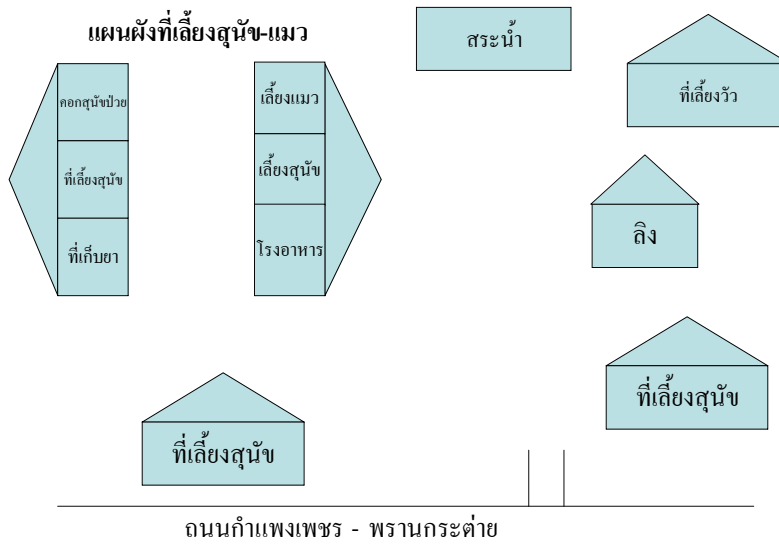 แผนผังที่เลี้ยงสุนัข-แมว
สระน้ำ
ที่เลี้ยงวัว
คอกสุนัขป่วย
เลี้ยงแมว
ที่เลี้ยงสุนัข
เลี้ยงสุนัข
ลิง
ที่เก็บยา
โรงอาหาร
ที่เลี้ยงสุนัข
ที่เลี้ยงสุนัข
ถนนกำแพงเพชร - พรานกระต่าย